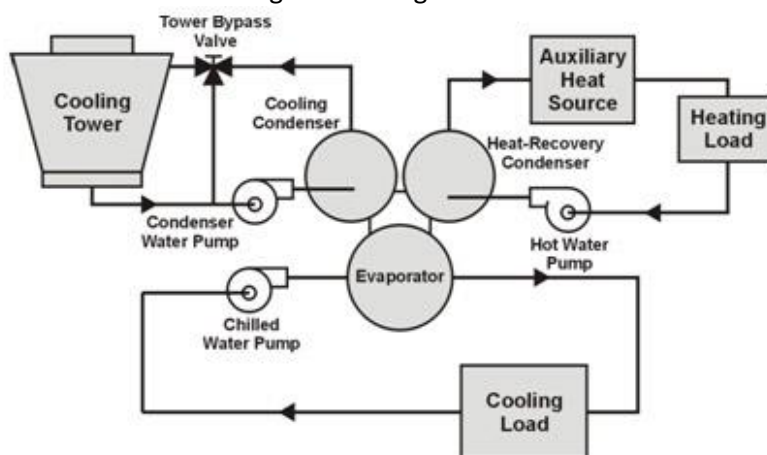 Tower Bypass
Valve
Cooling
Tower
Cooling
Condenser
Auxiliary
Heat
Source
Heating
Load
Heat-Recovery
Condenser
Condenser
Water Pump
Hot Water
Pump
Evaporator
Chilled
Water Pump
Cooling
Load